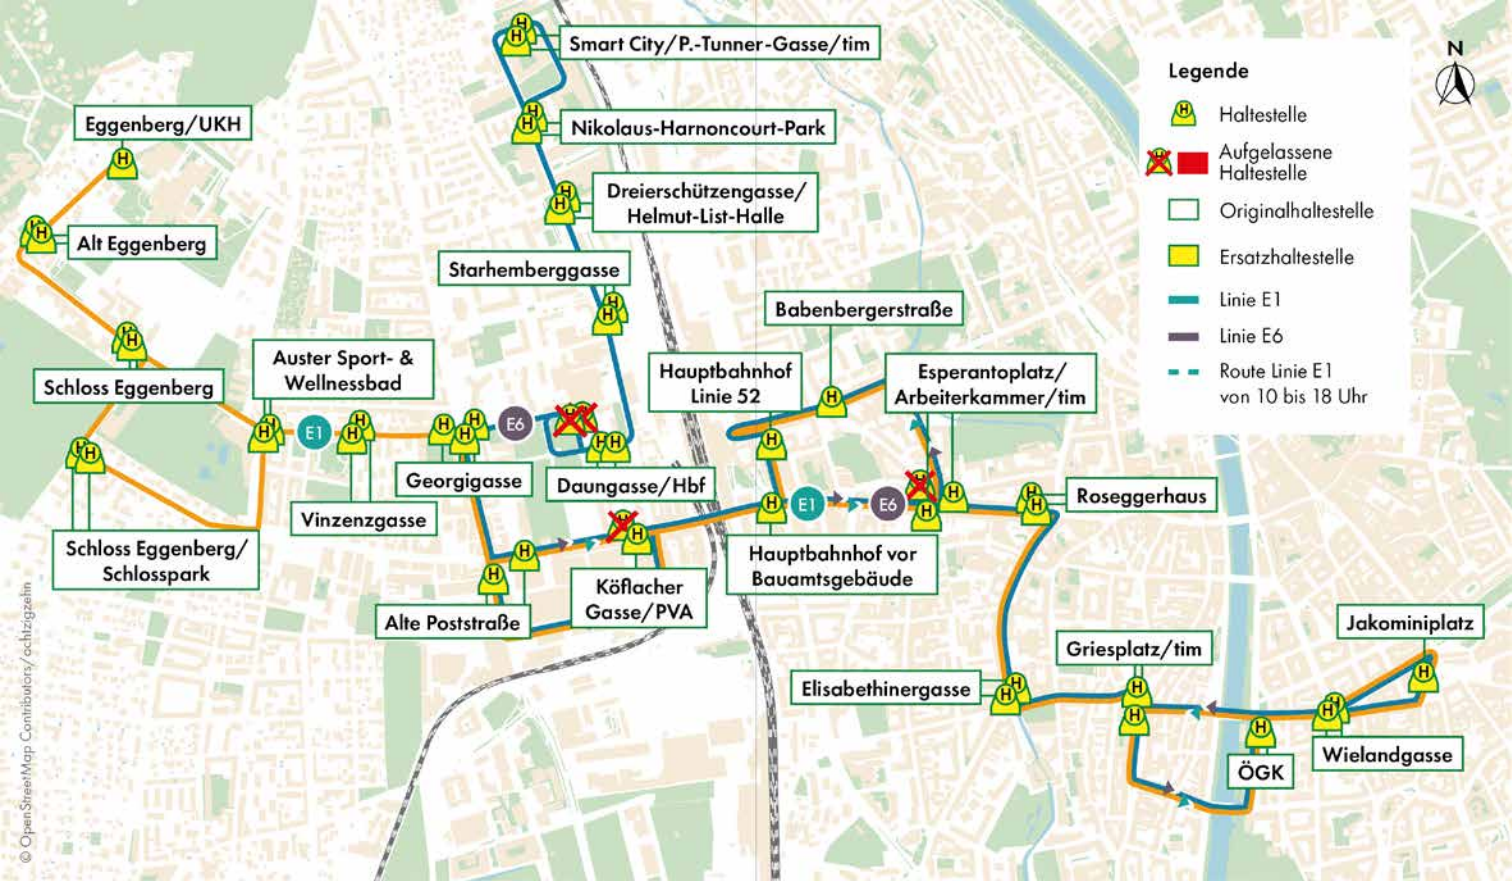 Smart City/P.-Tunner-Gasse/tim
Nikolaus-Harnoncourt-Park
Dreierschützengasse/
Helmut-List-Halle
Starhemberggasse
Eggenberg/UKH
Alt Eggenberg
Schloss Eggenberg
Auster Sport- &
Wellnessbad
E1
Vinzenzgasse
Schloss Eggenberg/
Schlosspark
Georgigasse
E6
Daungasse/Hbf
Alte Poststraße
Köflacher
Gasse/PVA
Hauptbahnhof
Linie 52
Babenbergerstraße
Esperantoplatz/
Arbeiterkammer/tim
E1
E6
Hauptbahnhof vor
Bauamtsgebäude
Roseggerhaus
Elisabethinergasse
Griesplatz/tim
Jakominiplatz
Wielandgasse
ÖGK
N
Legende
H Haltestelle
Aufgelassene
Haltestelle
Originalhaltestelle
Ersatzhaltestelle
Linie E1
Linie E6
Route Linie E1
von 10 bis 18 Uhr
© OpenStreetMap Contributors/achtzigzehn